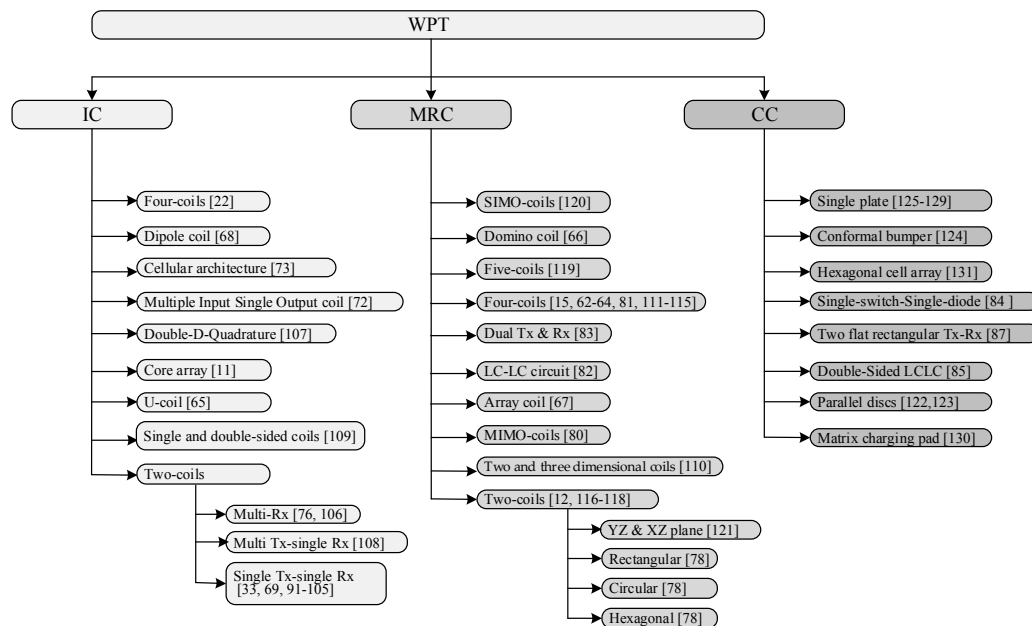 WPT
IC
Four-coils [22]
Dipole coil [68]
Cellular architecture [73]
Multiple Input Single Output coil [72]
Double-D-Quadrature [107]
Core array [11]
U-coil [65]
Single and double-sided coils [109]
Two-coils
Multi-Rx [76, 106]
Multi Tx-single Rx [108]
Single Tx-single Rx
[33, 69, 91-105]
MRC
SIMO-coils [120]
Domino coil [66]
Five-coils [119]
Four-coils [15, 62-64, 81, 111-115]
Dual Tx & Rx [83]
LC-LC circuit [82]
Array coil [67]
MIMO-coils [80]
Two and three dimensional coils [110]
Two-coils [12, 116-118]
YZ & XZ plane [121]
Rectangular [78]
Circular [78]
Hexagonal [78]
CC
Single plate [125-129]
Conformal bumper [124]
Hexagonal cell array [131]
Single-switch-Single-diode [84 ]
Two flat rectangular Tx-Rx [87]
Double-Sided LCLC [85]
Parallel discs [122,123]
Matrix charging pad [130]